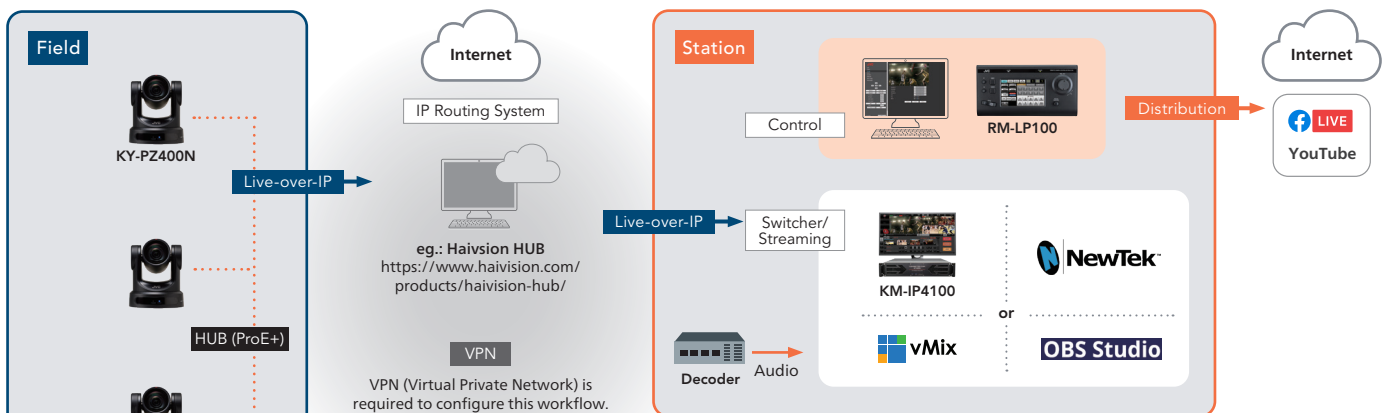 Field
KY-PZ400N
HUB (ProE+)
Live-over-IP
Internet
IP Routing System
eg.: Haivsion HUB
https://www.haivision.com/
products/haivision-hub/
VPN
VPN (Virtual Private Network) is
required to configure this workflow.
Live-over-IP
Station
Control
RM-LP100
Switcher/
Streaming
KM-IP4100
NewTek
or
vMix
OBS Studio
Decoder
Audio
Distribution
Internet
LIVE
YouTube